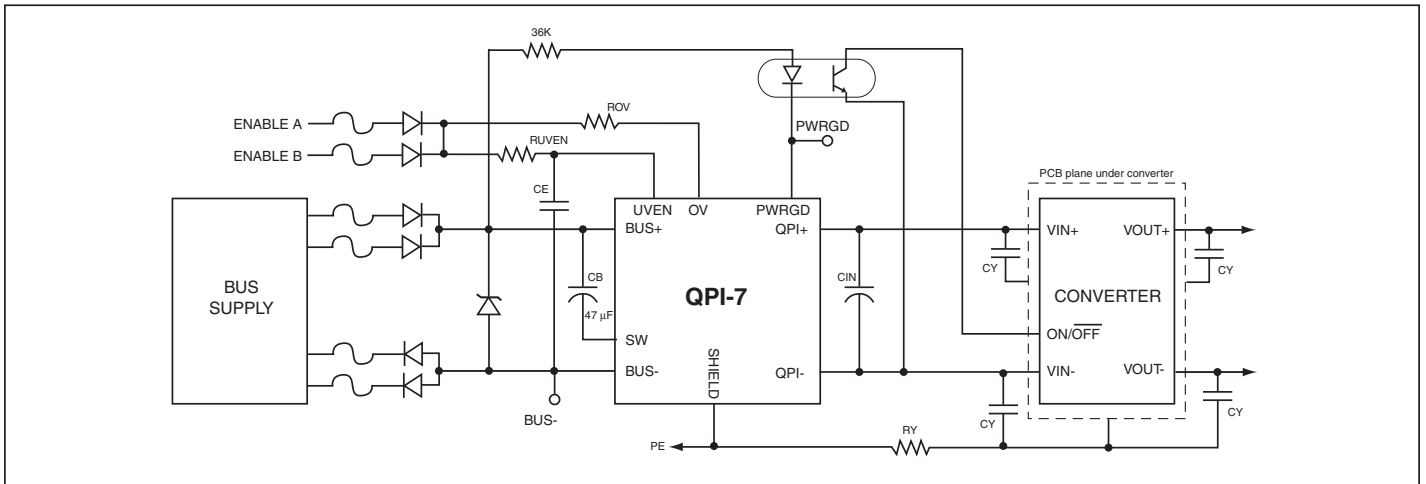 36K
ENABLE A
ROV
PWRGD
ENABLE B
RUVEN
PCB plane under converter
CE
UVEN OV PWRGD
BUS+ QPI+
VIN+ VOUT+
CY
CY
BUS SUPPLY
CB
47 μF
QPI-7
CIN
CONVERTER
SW
SHIELD
ON/OFF
BUS- QPI-
VIN- VOUT-
BUS-
CY
CY
PE
RY